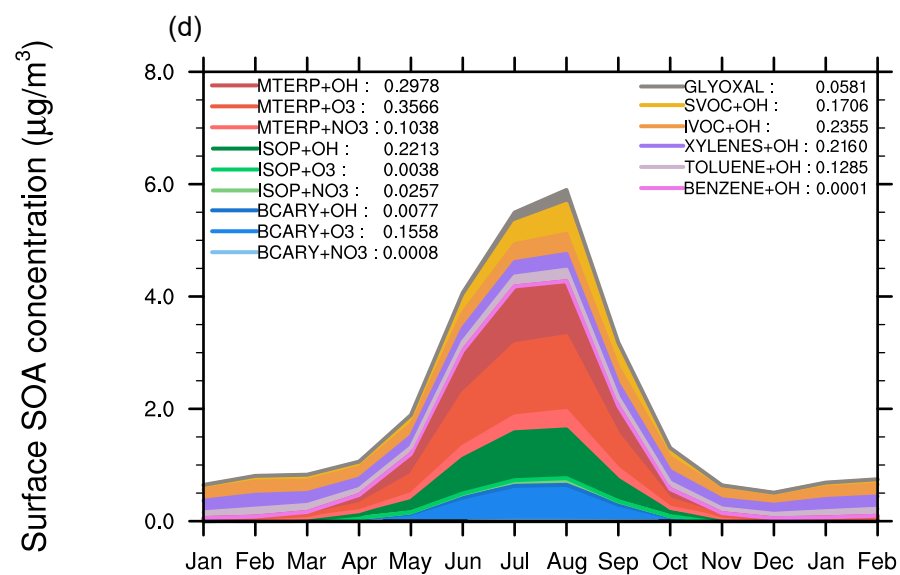 (d)
Surface SOA concentration (µg/m³)
8.0
6.0
4.0
2.0
0.0
MTERP+OH : 0.2978
MTERP+O3 : 0.3566
MTERP+NO3 : 0.1038
ISOP+OH : 0.2213
ISOP+O3 : 0.0038
ISOP+NO3 : 0.0257
BCARY+OH : 0.0077
BCARY+O3 : 0.1558
BCARY+NO3 : 0.0008
GLYOXAL : 0.0581
SVOC+OH : 0.1706
IVOC+OH : 0.2355
XYLENES+OH : 0.2160
TOLUENE+OH : 0.1285
BENZENE+OH : 0.0001
Jan Feb Mar Apr May Jun Jul Aug Sep Oct Nov Dec Jan Feb